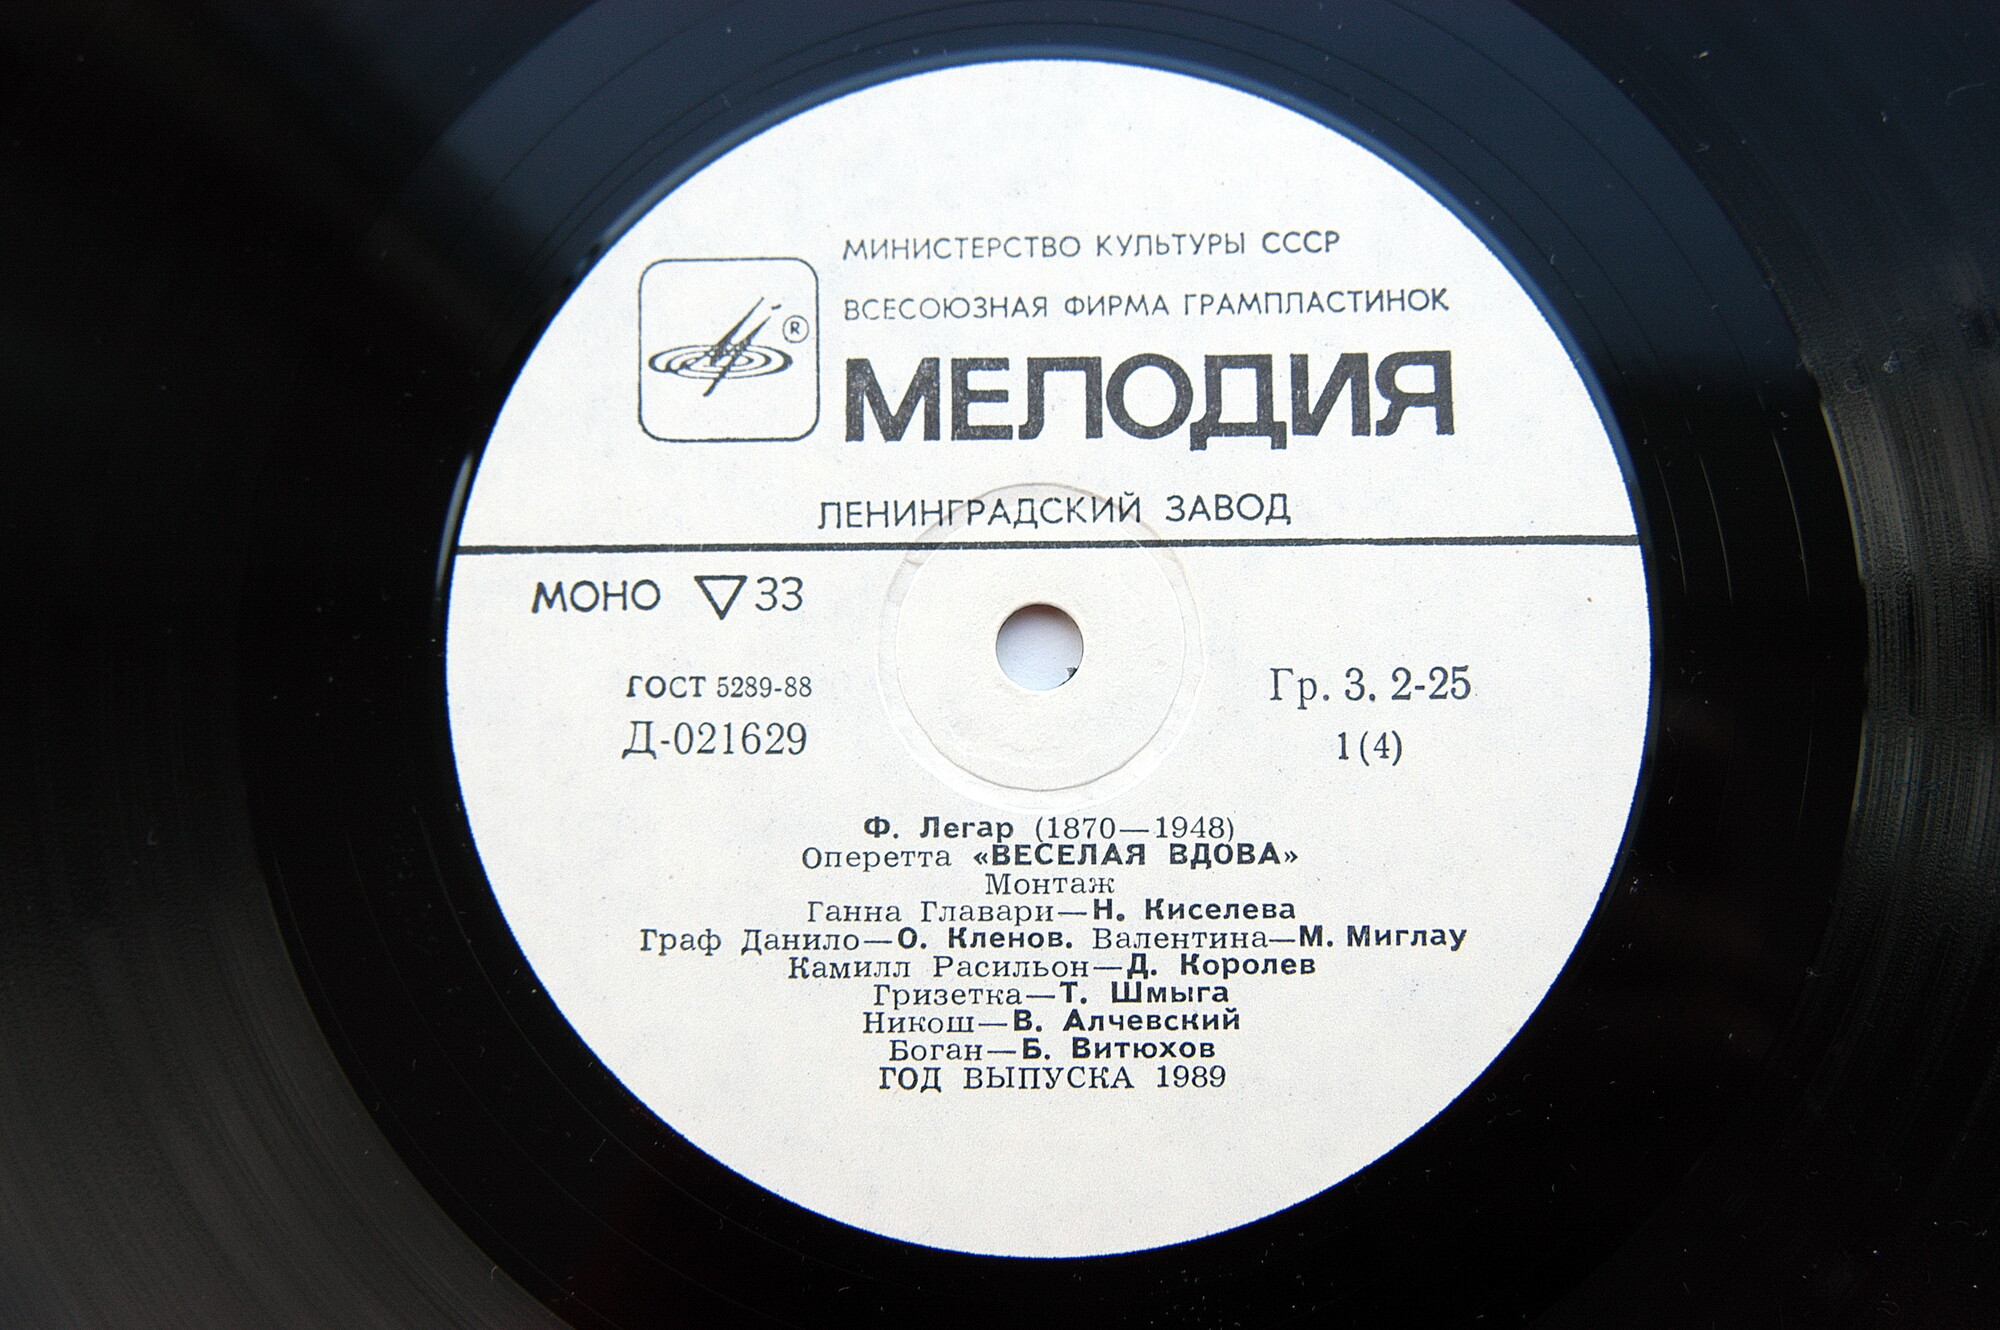 МИНИСТЕРСТВО КУЛЬТУРЫ СССР
ВСЕСОЮЗНАЯ ФИРМА ГРАМПЛАСТИНОК
®
МЕЛОДИЯ
ЛЕНИНГРАДСКИЙ ЗАВОД
МОНО ▽33
ГОСТ 5289-88
Гр. 3. 2-25
Д-021629
1(4)
Ф. Легар (1870—1948)
Оперетта «ВЕСЕЛАЯ ВДОВА»
Монтаж
Ганна Главари—Н. Киселева
Граф Данило—О. Кленов. Валентина—М. Миглау
Камилл Расильон—Д. Королев
Гризетка—Т. Шмыга
Никош—В. Алчевский
Боган—Б. Витюхов
ГОД ВЫПУСКА 1989